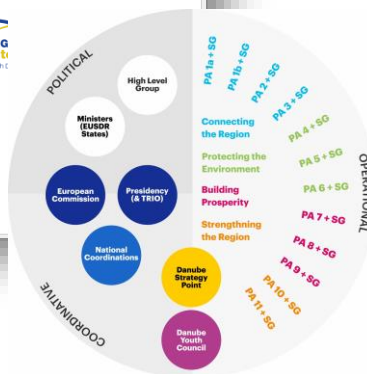 POLITICAL
High Level
Group
Ministers
(EUSDR
States)
European
Commission
Presidency
(& TRIO)
National
Coordinations
Danube
Strategy
Point
Danube
Youth
Council
COORDINATIVE
PA 1a + SG
PA 1b + SG
PA 2 + SG
PA 3 + SG
PA 4 + SG
PA 5 + SG
PA 6 + SG
PA 7 + SG
PA 8 + SG
PA 9 + SG
PA 10 + SG
PA 11 + SG
Connecting
the Region
Protecting the
Environment
Building
Prosperity
Strengthning
the Region
OPERATIONAL